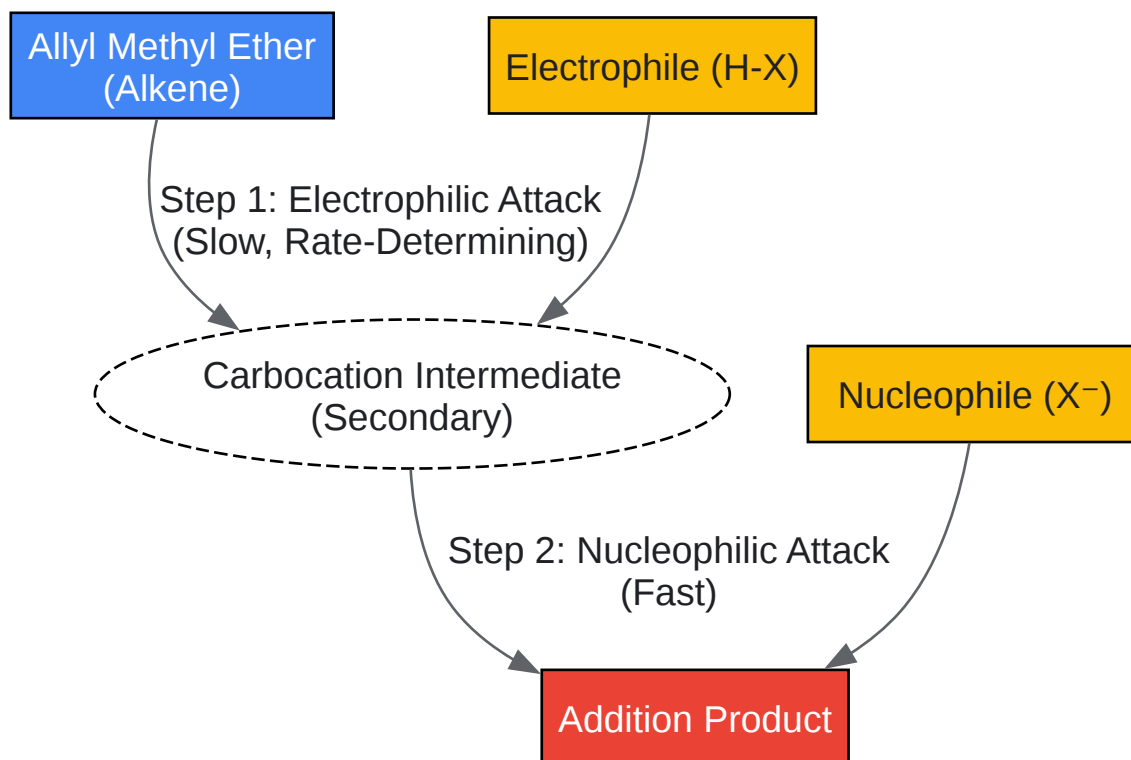 Allyl Methyl Ether
(Alkene)
Electrophile (H-X)
Step 1: Electrophilic Attack
(Slow, Rate-Determining)
Carbocation Intermediate
(Secondary)
Nucleophile (X⁻)
Step 2: Nucleophilic Attack
(Fast)
Addition Product